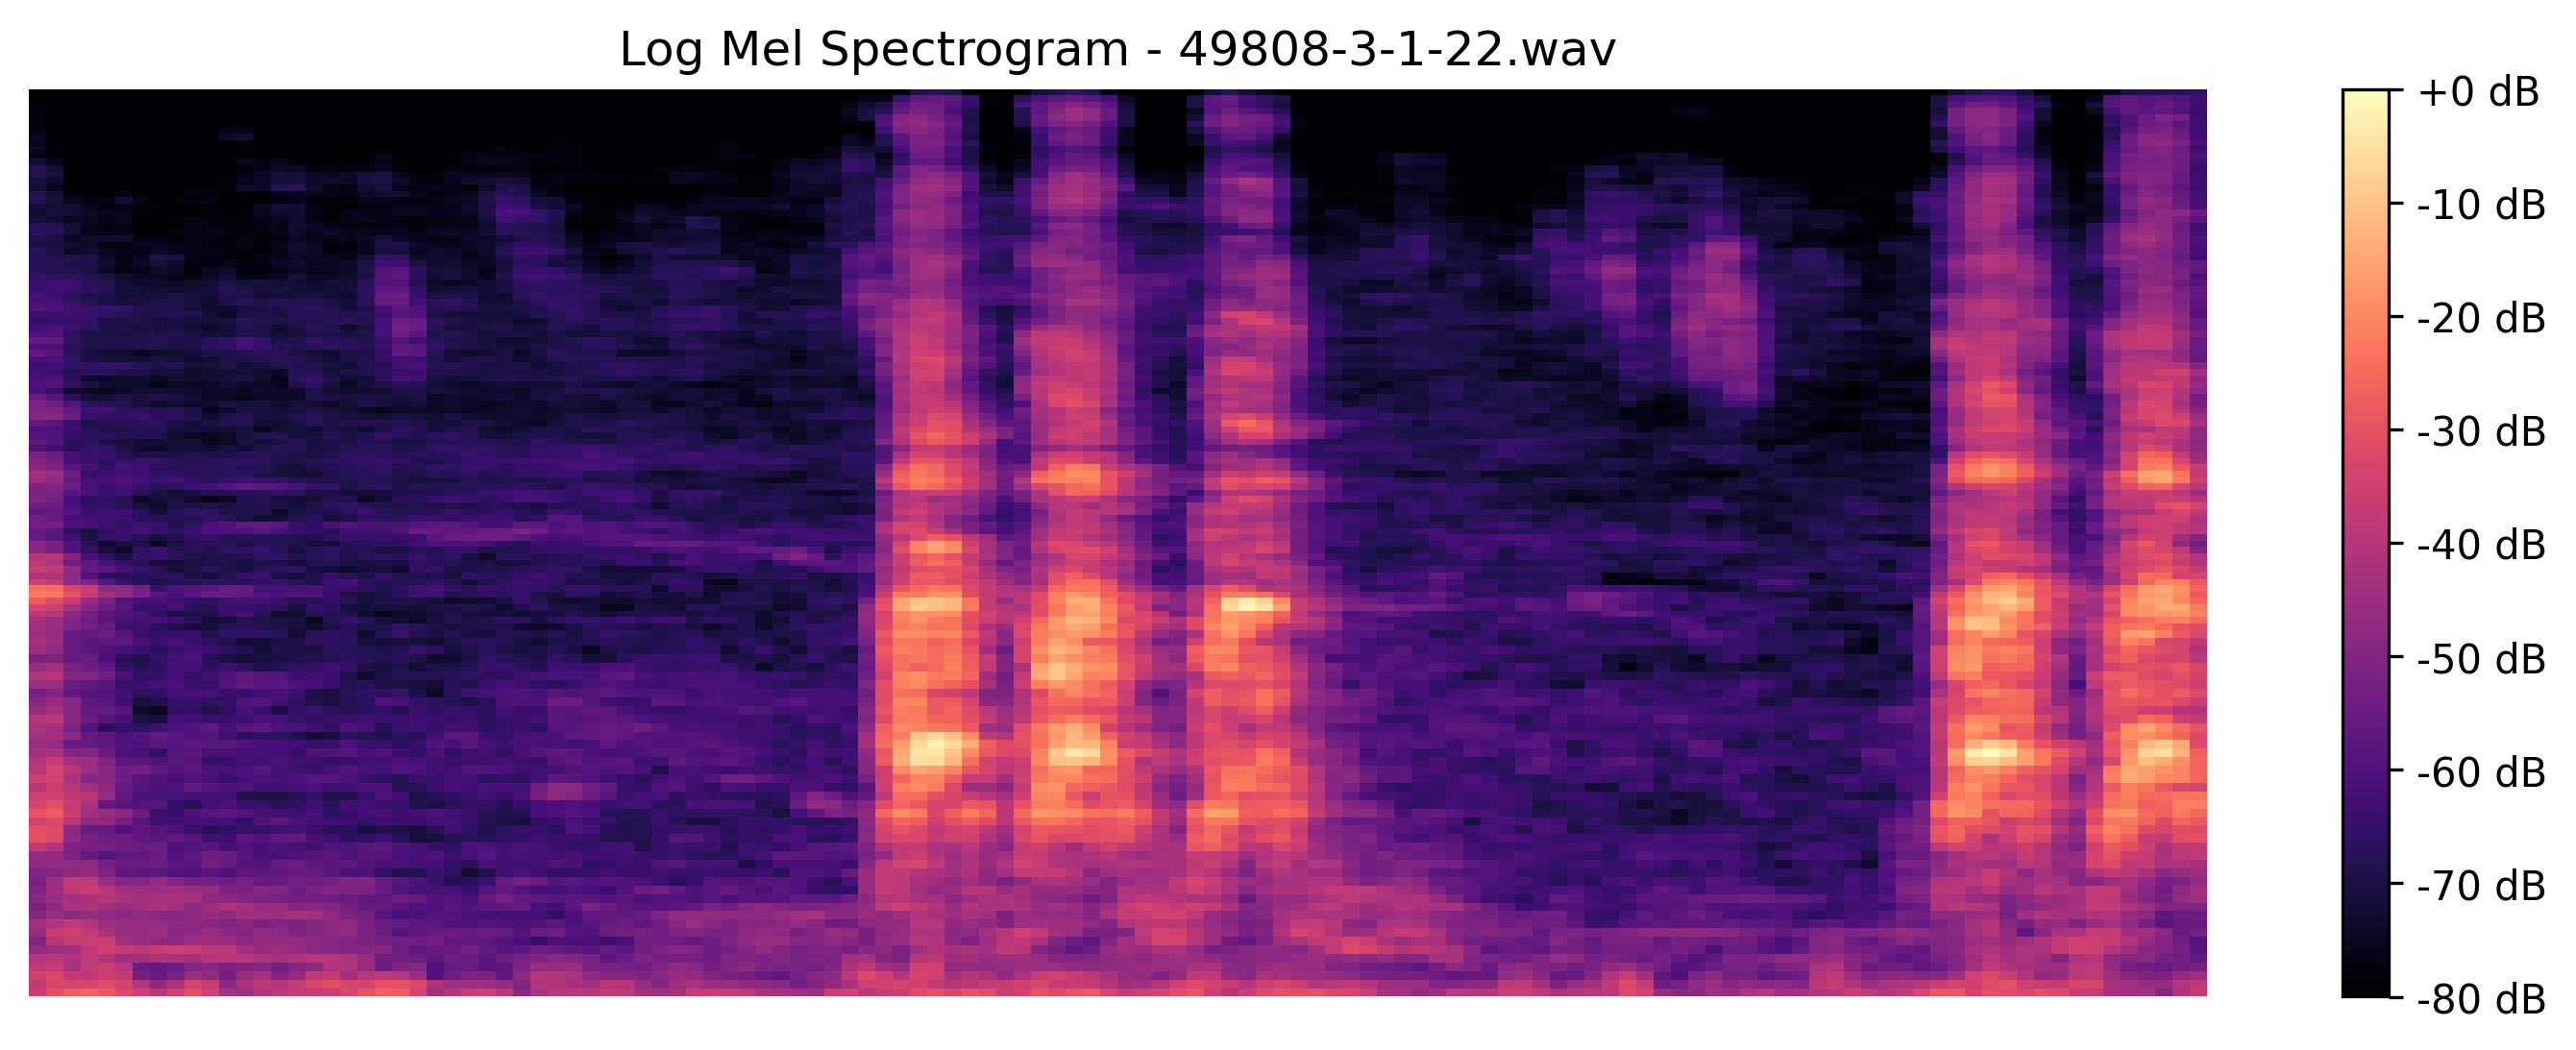 Log Mel Spectrogram - 49808-3-1-22.wav
+0 dB
-10 dB
-20 dB
-30 dB
-40 dB
-50 dB
-60 dB
-70 dB
-80 dB